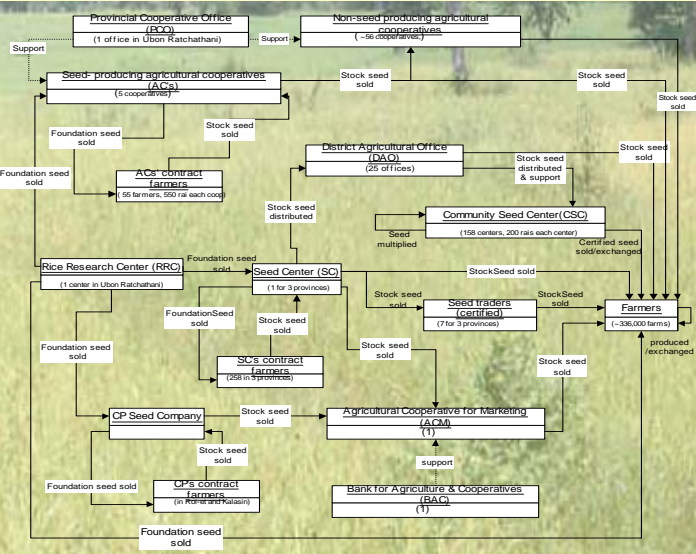 Provincial Cooperative Office
(PCO)
(1 office in Ubon Ratchathani)
Support
Support
Non-seed producing agricultural
cooperatives
(~56 cooperatives;)
Seed- producing agricultural cooperatives
(AC's)
(5 cooperatives)
Stock seed
sold
Stock seed
sold
Stock seed
sold
Foundation seed
sold
Stock seed
sold
Foundation seed
sold
ACs' contract
farmers
(55 farmers, 550 rai each coop)
District Agricultural Office
(DAO)
(25 offices)
Stock seed
sold
Stock seed
distributed
& support
Stock seed
distributed
Community Seed Center(CSC)
(158 centers, 200 rais each center)
Seed
multiplied
Certified seed
sold/exchanged
Rice Research Center (RRC)
(1 center in Ubon Ratchathani)
Foundation seed
sold
Seed Center (SC)
(1 for 3 provinces)
StockSeed sold
Stock seed
sold
Seed traders
(certified)
(7 for 3 provinces)
StockSeed
sold
Farmers
(~336,000 farms)
produced
/exchanged
FoundationSeed
sold
Stock seed
sold
Foundation seed
sold
SC's contract
farmers
(258 in 3 provinces)
Stock seed
sold
Stock seed
sold
CP Seed Company
Stock seed
sold
Agricultural Cooperative for Marketing
(ACM)
(1)
Stock seed
sold
Foundation seed sold
CP's contract
farmers
(in Roi-et and Kalasin)
support
Bank for Agriculture & Cooperatives
(BAC)
(1)
Foundation seed
sold